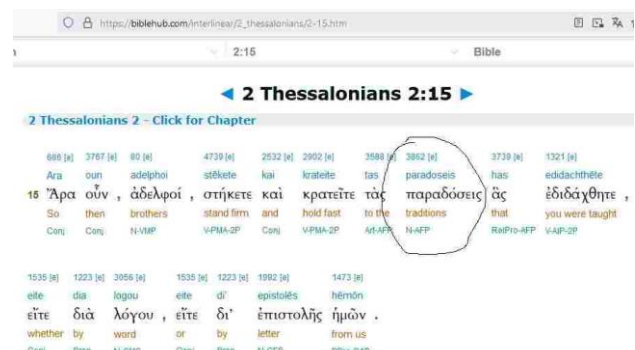 https://biblehub.com/interlinear/2_thessalonians/2-15.htm
2:15 Bible
◄ 2 Thessalonians 2:15 ►
2 Thessalonians 2 - Click for Chapter
686 [e] 3767 [e] 80 [e] 4739 [e] 2532 [e] 2902 [e] 3588 [e] 3862 [e] 3739 [e] 1321 [e]
Ara oun adelphoi stēkete kai krateite tas paradoseis has edidachthēte
15 Ἄρα οὖν , ἀδελφοί , στήκετε καὶ κρατεῖτε τὰς παραδόσεις ἃς ἐδιδάχθητε ,
So then brothers stand firm and hold fast to the traditions that you were taught
Conj Conj N-VMP V-PMA-2P Conj V-PMA-2P Art-AFP N-AFP RelPro-AFP V-AIP-2P
1535 [e] 1223 [e] 3056 [e] 1535 [e] 1223 [e] 1992 [e] 1473 [e]
eite dia logou eite di’ epistolēs hēmōn
εἴτε διὰ λόγου , εἴτε δι’ ἐπιστολῆς ἡμῶν .
whether by word or by letter from us